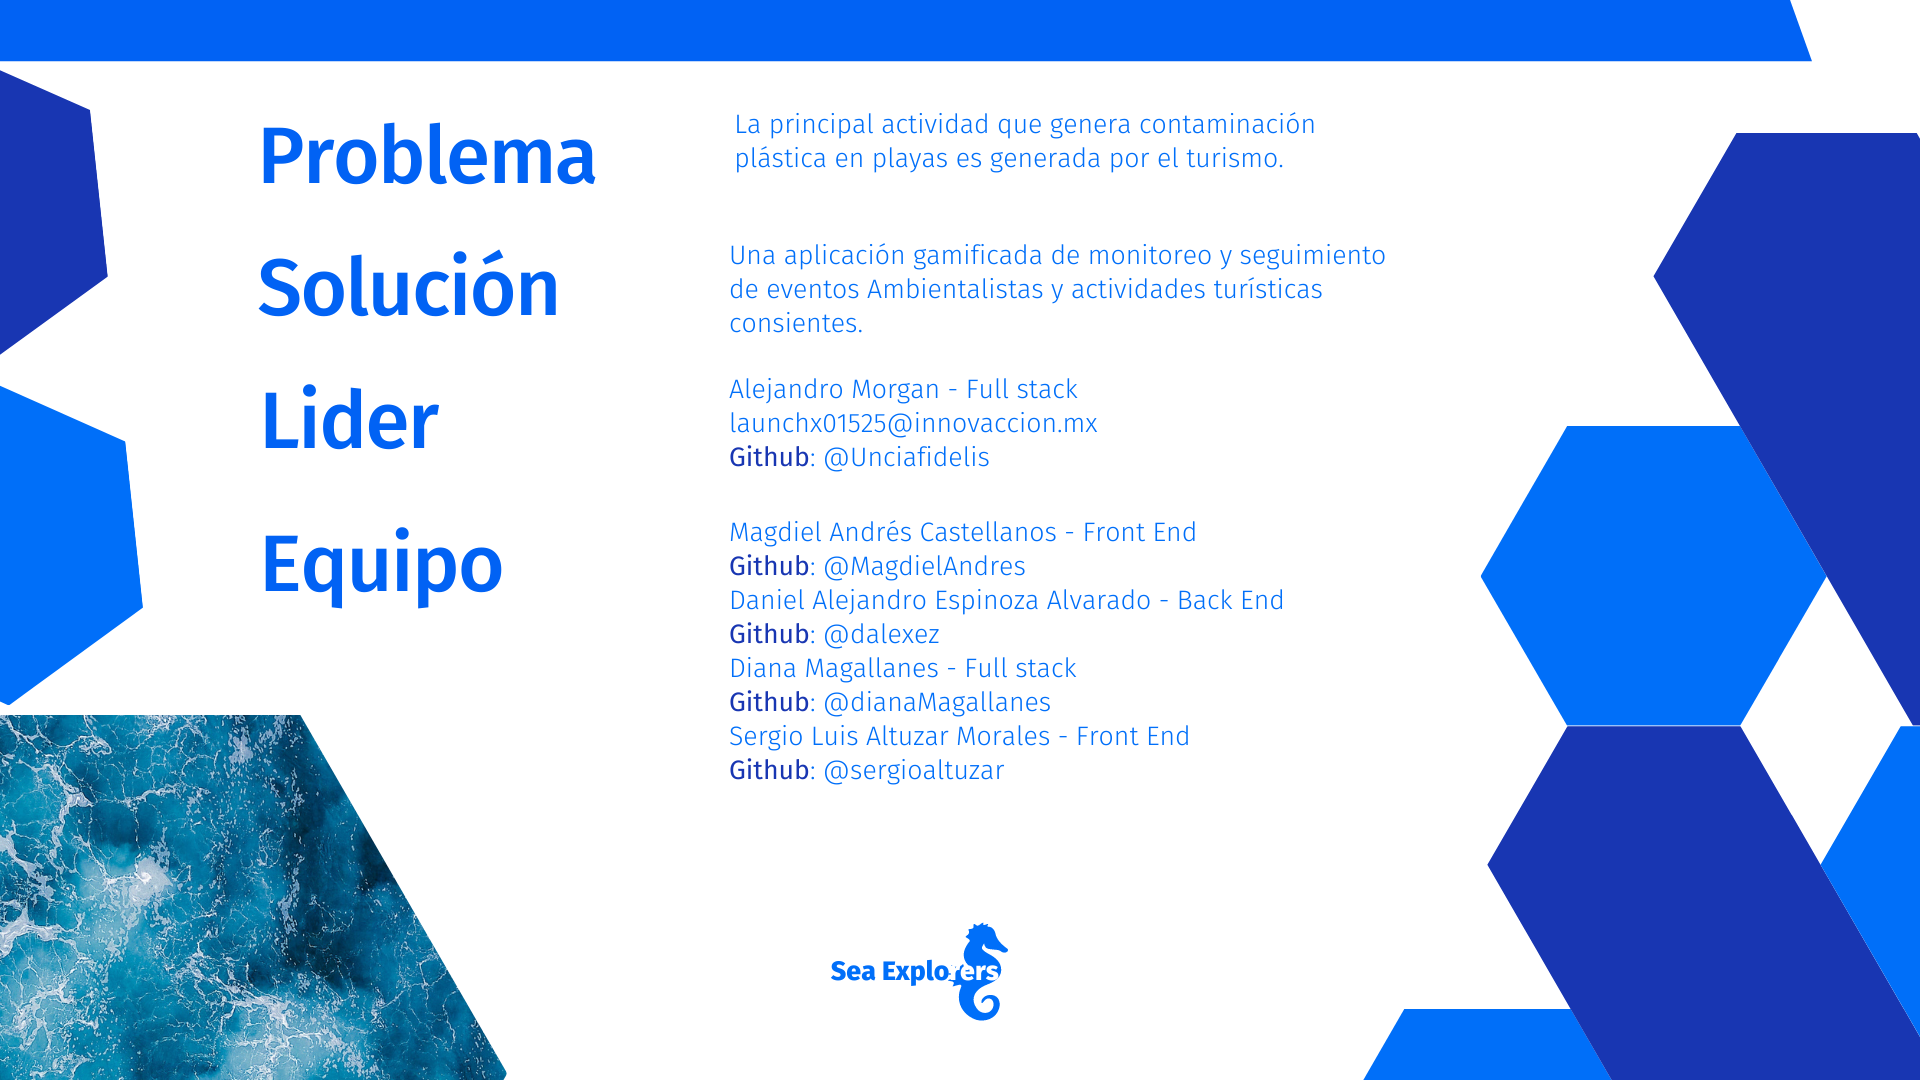 Problema
La principal actividad que genera contaminación
plástica en playas es generada por el turismo.
Solución
Una aplicación gamificada de monitoreo y seguimiento
de eventos Ambientalistas y actividades turísticas
consientes.
Lider
Alejandro Morgan - Full stack
launchx01525@innovaccion.mx
Github: @Unciafidelis
Equipo
Magdiel Andrés Castellanos - Front End
Github: @MagdielAndres
Daniel Alejandro Espinoza Alvarado - Back End
Github: @dalexez
Diana Magallanes - Full stack
Github: @dianaMagallanes
Sergio Luis Altuzar Morales - Front End
Github: @sergioaltuzar
Sea Explorers